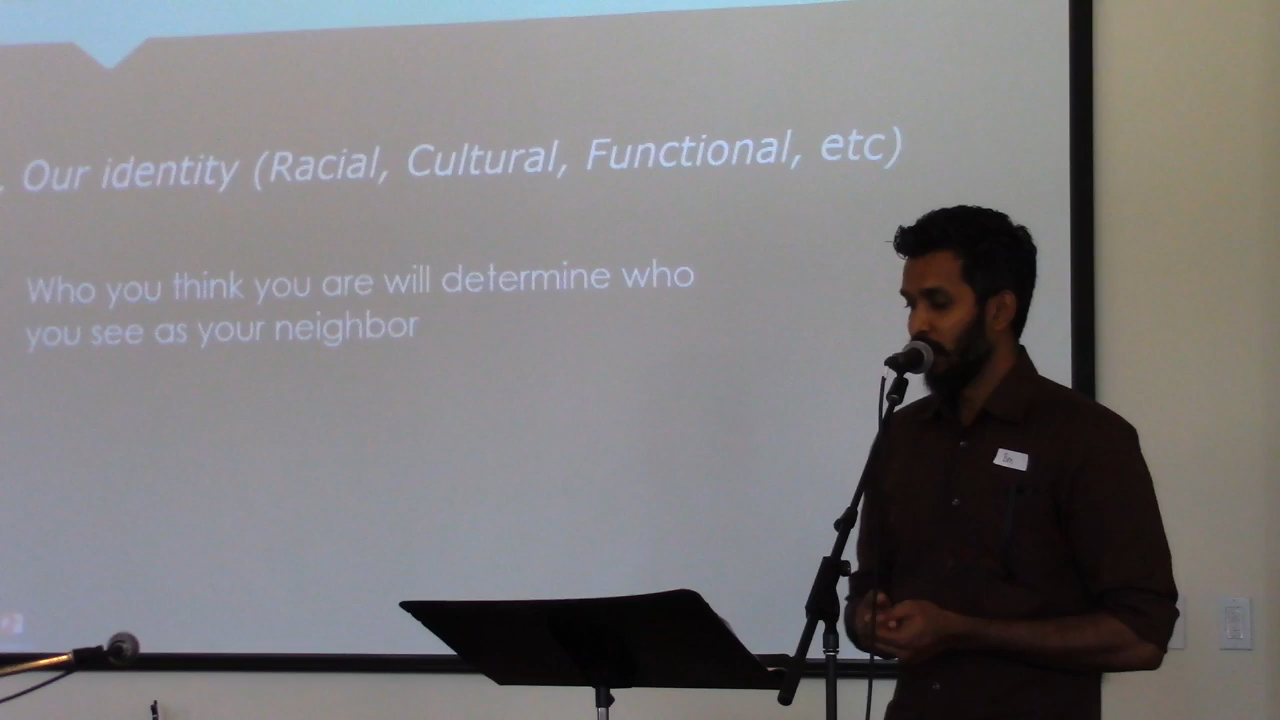 . Our identity (Racial, Cultural, Functional, etc)
Who you think you are will determine who
you see as your neighbor